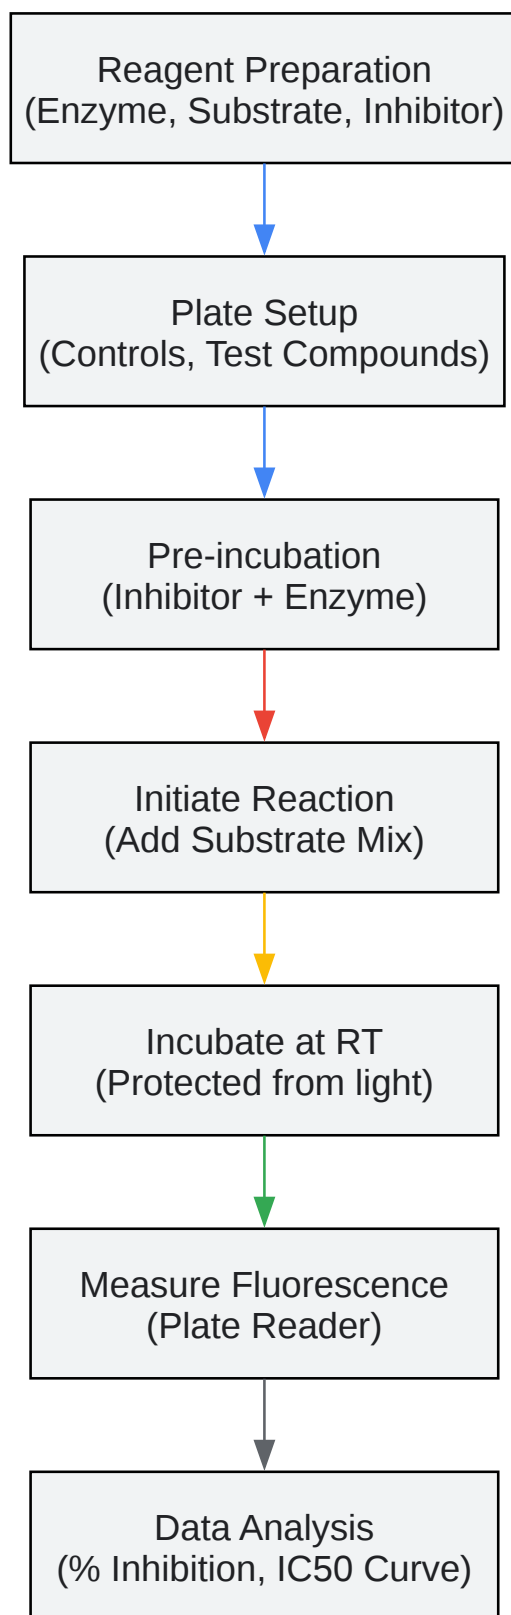 Reagent Preparation
(Enzyme, Substrate, Inhibitor)
Plate Setup
(Controls, Test Compounds)
Pre-incubation
(Inhibitor + Enzyme)
Initiate Reaction
(Add Substrate Mix)
Incubate at RT
(Protected from light)
Measure Fluorescence
(Plate Reader)
Data Analysis
(% Inhibition, IC50 Curve)